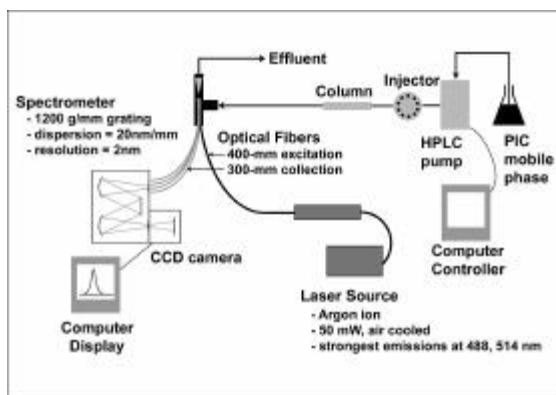 Effluent
Injector
Column
Spectrometer
- 1200 g/mm grating
- dispersion = 20nm/mm
- resolution = 2nm
Optical Fibers
400-mm excitation
300-mm collection
HPLC
pump
PIC
mobile
phase
CCD camera
Computer
Controller
Computer
Display
Laser Source
- Argon ion
- 50 mW, air cooled
- strongest emissions at 488, 514 nm